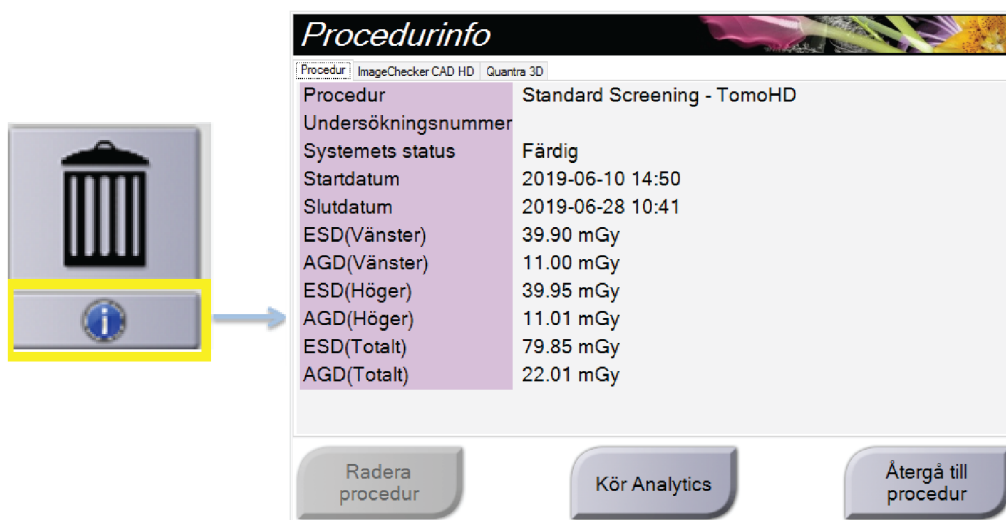 Procedurinfo
Procedur ImageChecker CAD HD Quantra 3D
Procedur Standard Screening - TomoHD
Undersökningsnummer
Systemets status Färdig
Startdatum 2019-06-10 14:50
Slutdatum 2019-06-28 10:41
ESD(Vänster) 39.90 mGy
AGD(Vänster) 11.00 mGy
ESD(Höger) 39.95 mGy
AGD(Höger) 11.01 mGy
ESD(Totalt) 79.85 mGy
AGD(Totalt) 22.01 mGy
Radera
procedur
Kör Analytics
Återgå till
procedur